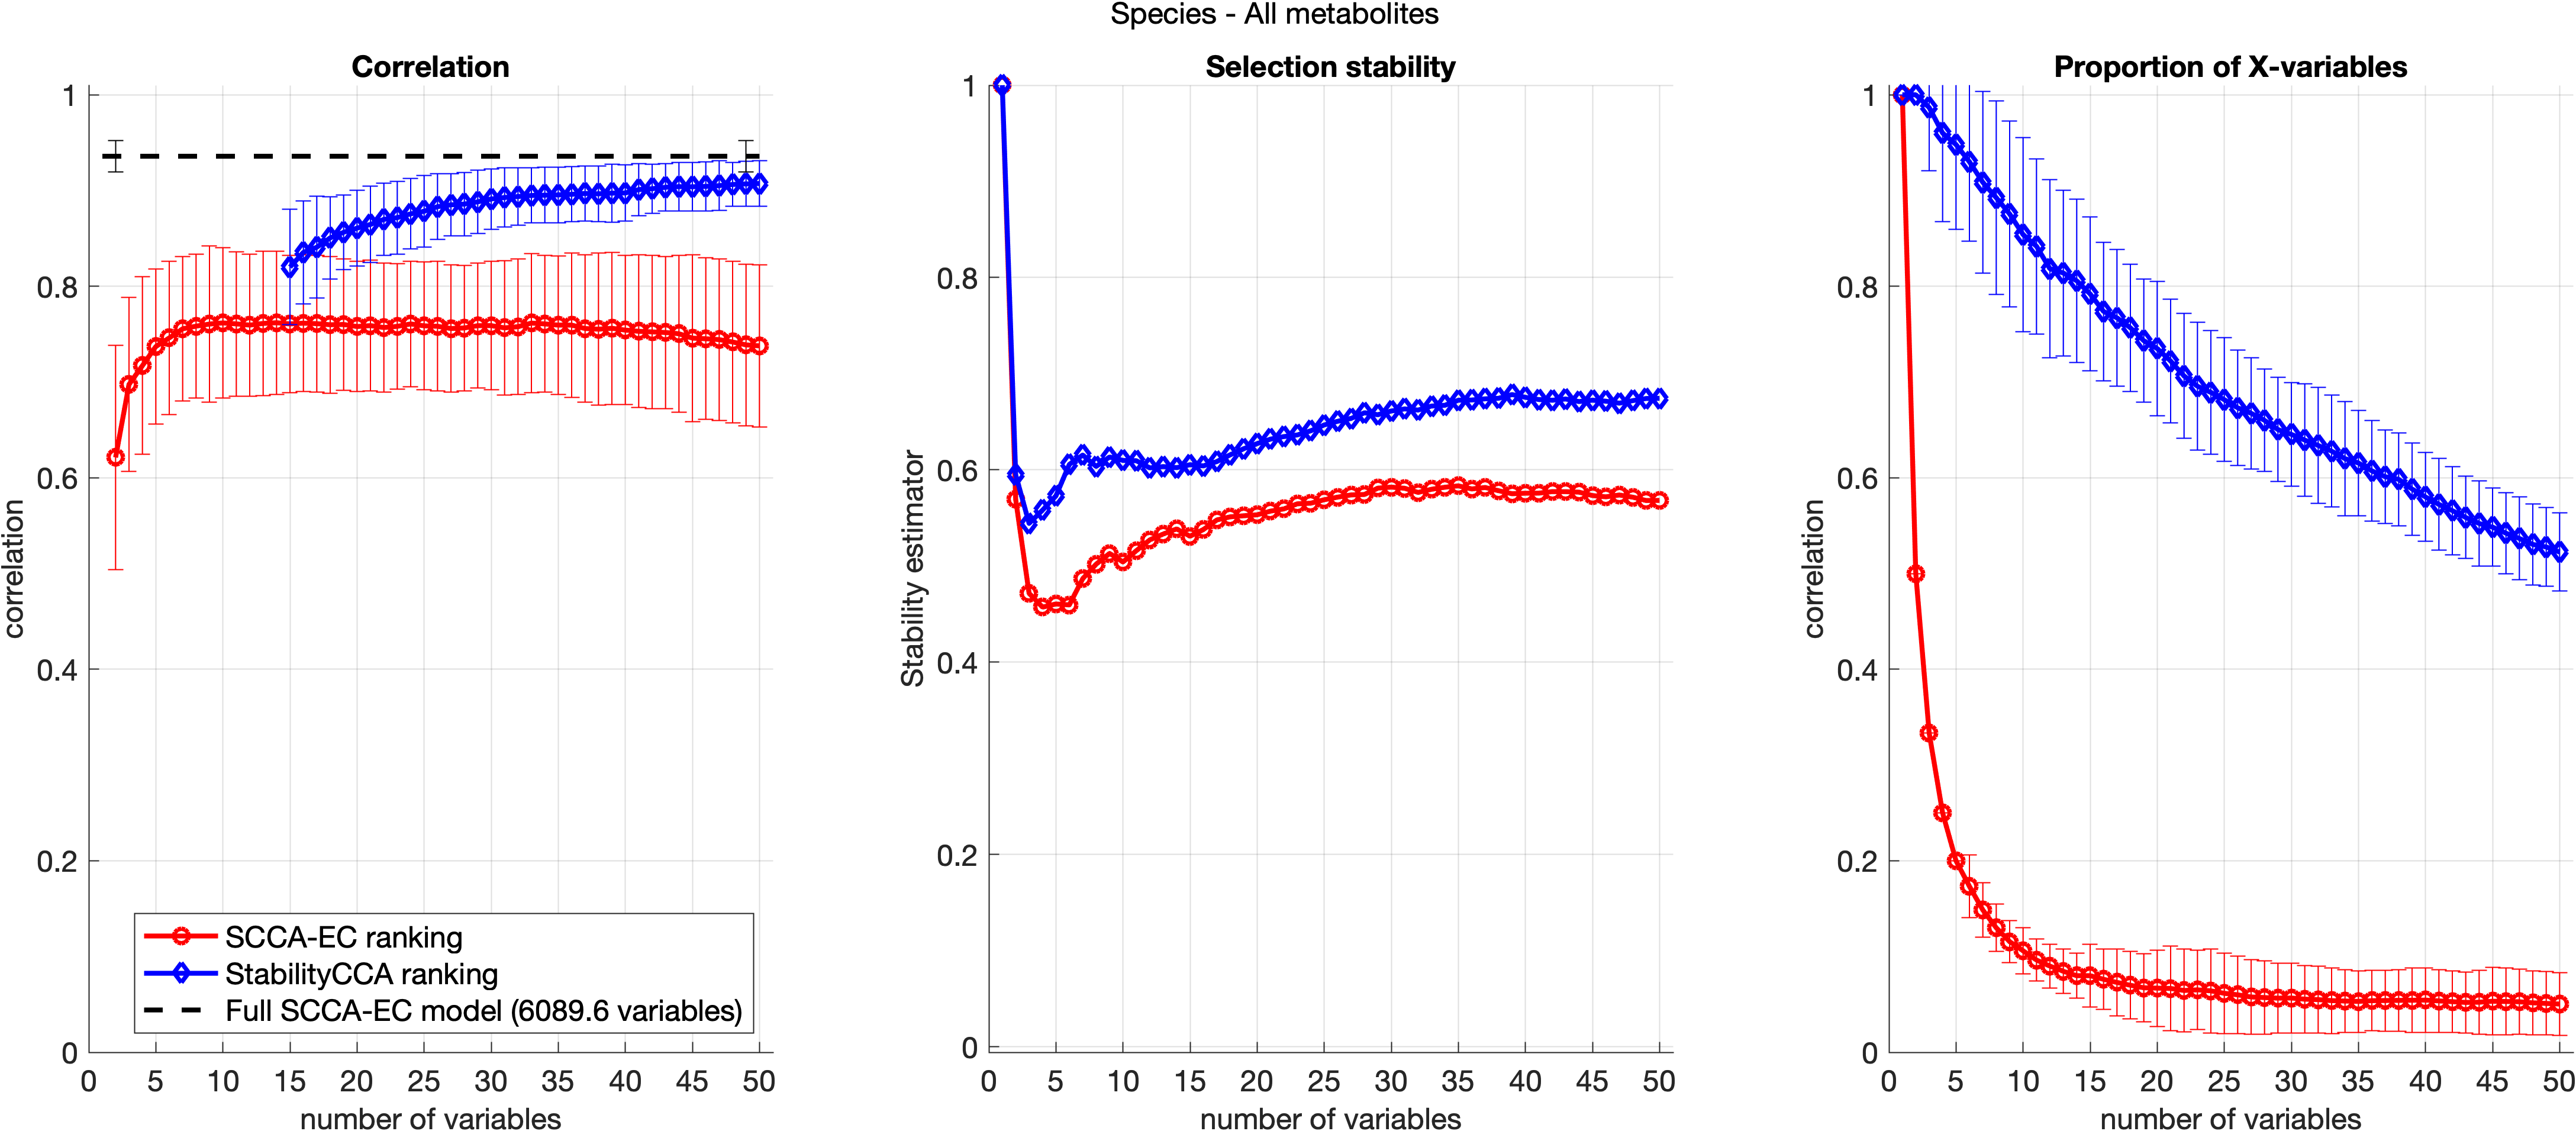 Species - All metabolites
Correlation
correlation
1
0.8
0.6
0.4
0.2
0
0 5 10 15 20 25 30 35 40 45 50
number of variables
SCCA-EC ranking
StabilityCCA ranking
Full SCCA-EC model (6089.6 variables)
Selection stability
Stability estimator
1
0.8
0.6
0.4
0.2
0
0 5 10 15 20 25 30 35 40 45 50
number of variables
Proportion of X-variables
correlation
1
0.8
0.6
0.4
0.2
0
0 5 10 15 20 25 30 35 40 45 50
number of variables